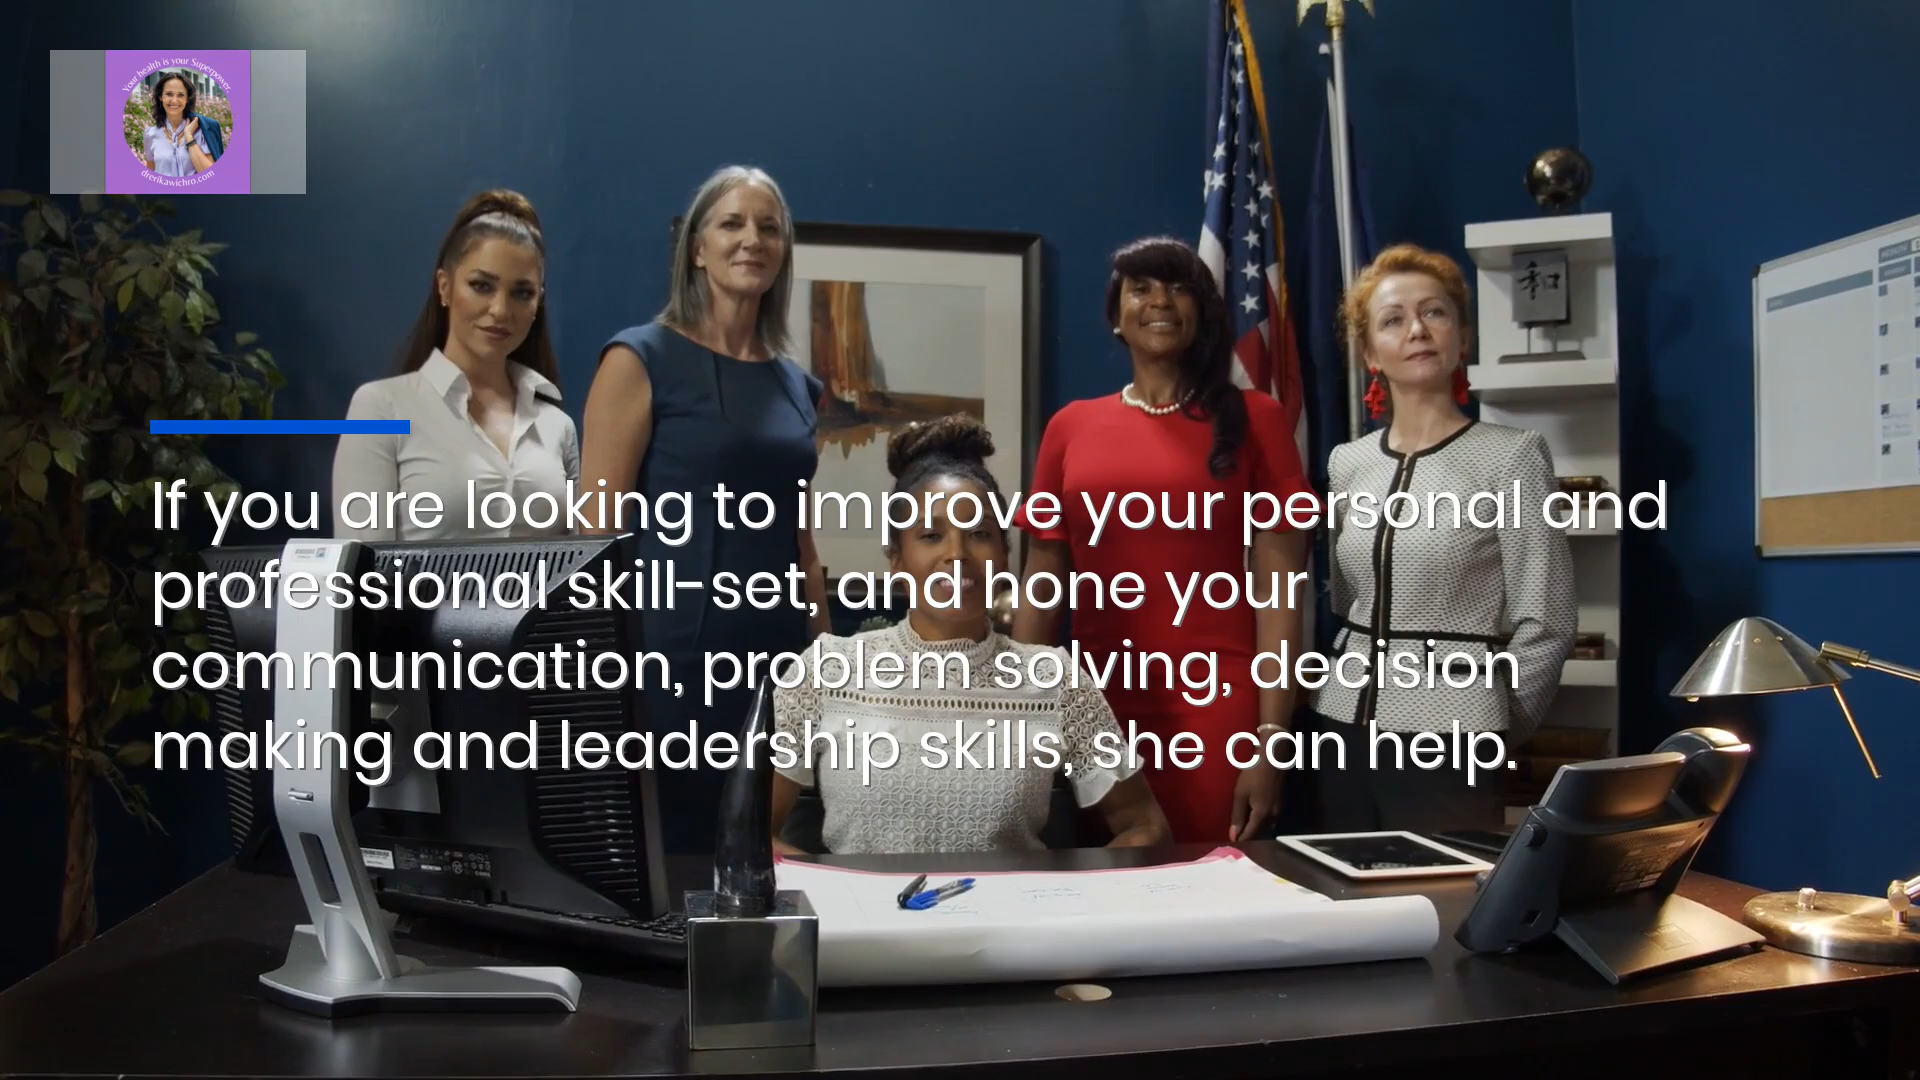 Your health is your Superpower.
drerikawichro.com
和
If you are looking to improve your personal and
professional skill-set, and hone your
communication, problem solving, decision
making and leadership skills, she can help.